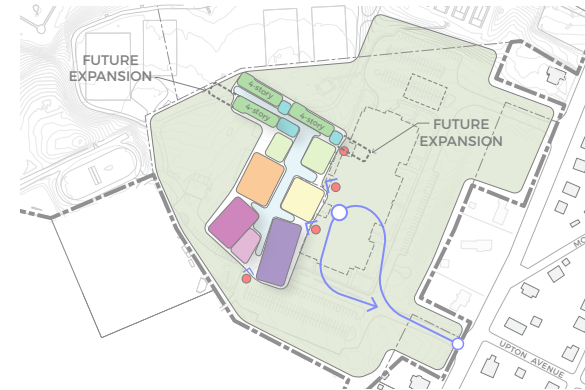 FUTURE
EXPANSION
4-story
4-story
4-story
FUTURE
EXPANSION
UPTON AVENUE